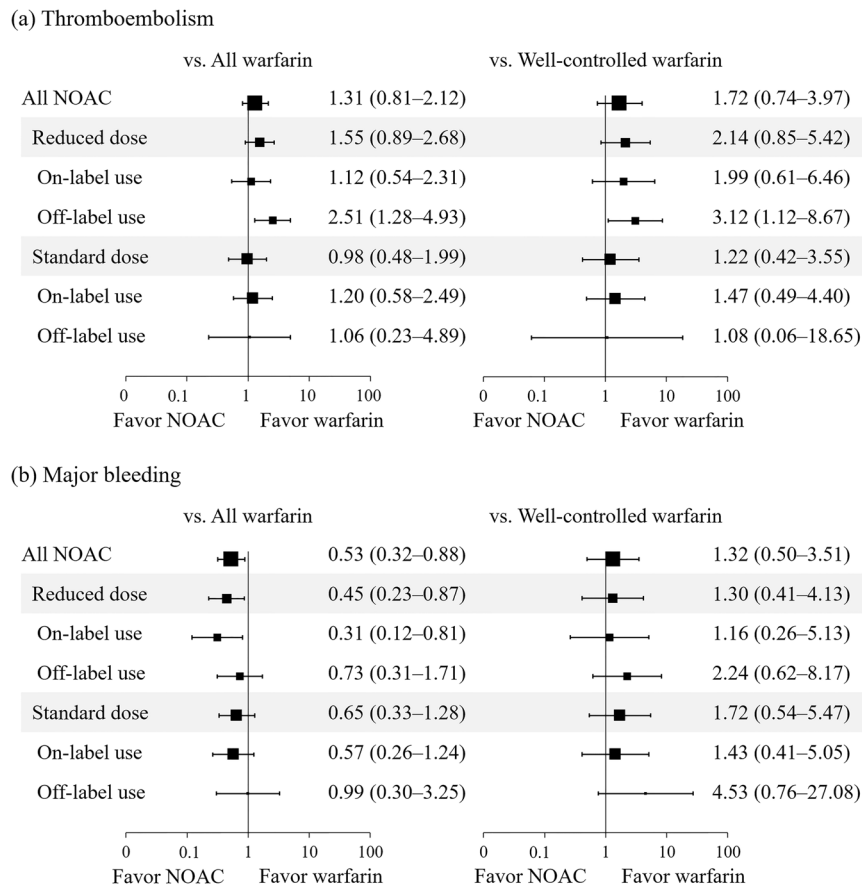 (a) Thromboembolism
vs. All warfarin vs. Well-controlled warfarin
All NOAC 1.31 (0.81–2.12) 1.72 (0.74–3.97)
Reduced dose 1.55 (0.89–2.68) 2.14 (0.85–5.42)
On-label use 1.12 (0.54–2.31) 1.99 (0.61–6.46)
Off-label use 2.51 (1.28–4.93) 3.12 (1.12–8.67)
Standard dose 0.98 (0.48–1.99) 1.22 (0.42–3.55)
On-label use 1.20 (0.58–2.49) 1.47 (0.49–4.40)
Off-label use 1.06 (0.23–4.89) 1.08 (0.06–18.65)
0 0.1 1 10 100 0 0.1 1 10 100
Favor NOAC Favor warfarin Favor NOAC Favor warfarin
(b) Major bleeding
vs. All warfarin vs. Well-controlled warfarin
All NOAC 0.53 (0.32–0.88) 1.32 (0.50–3.51)
Reduced dose 0.45 (0.23–0.87) 1.30 (0.41–4.13)
On-label use 0.31 (0.12–0.81) 1.16 (0.26–5.13)
Off-label use 0.73 (0.31–1.71) 2.24 (0.62–8.17)
Standard dose 0.65 (0.33–1.28) 1.72 (0.54–5.47)
On-label use 0.57 (0.26–1.24) 1.43 (0.41–5.05)
Off-label use 0.99 (0.30–3.25) 4.53 (0.76–27.08)
0 0.1 1 10 100 0 0.1 1 10 100
Favor NOAC Favor warfarin Favor NOAC Favor warfarin